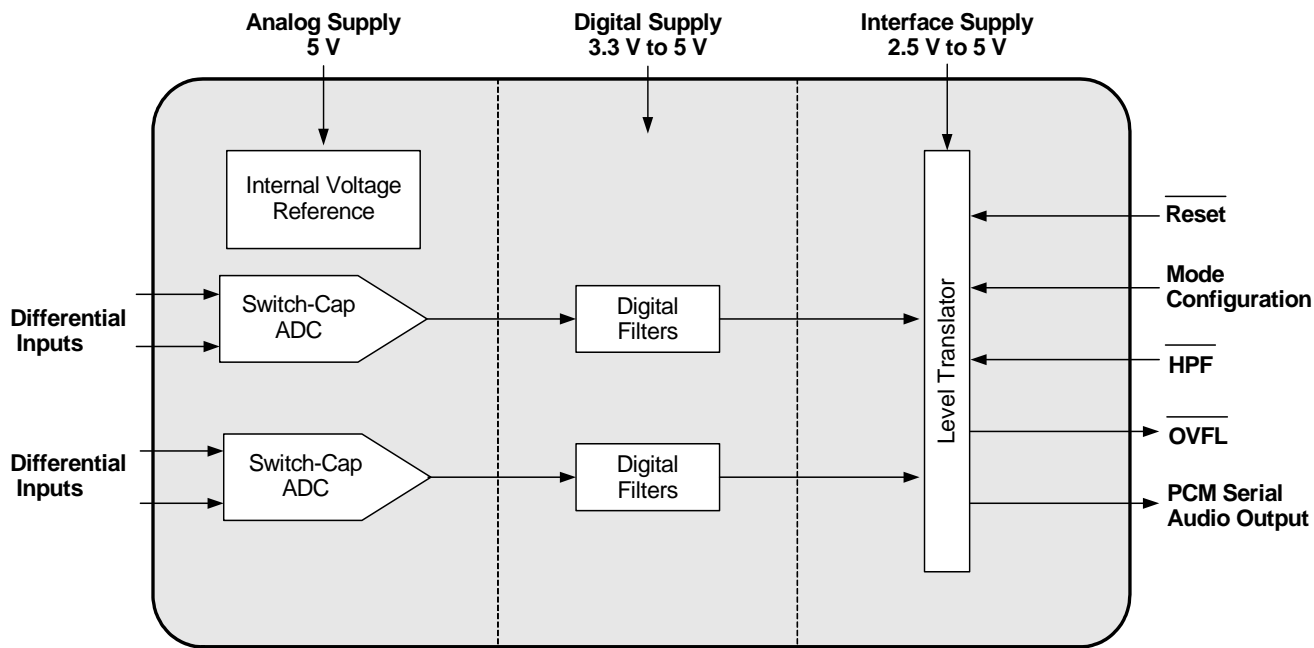 Analog Supply
5 V
Digital Supply
3.3 V to 5 V
Interface Supply
2.5 V to 5 V
Internal Voltage
Reference
Differential
Inputs
Switch-Cap
ADC
Digital
Filters
Differential
Inputs
Switch-Cap
ADC
Digital
Filters
Level Translator
Reset
Mode
Configuration
HPF
OVFL
PCM Serial
Audio Output